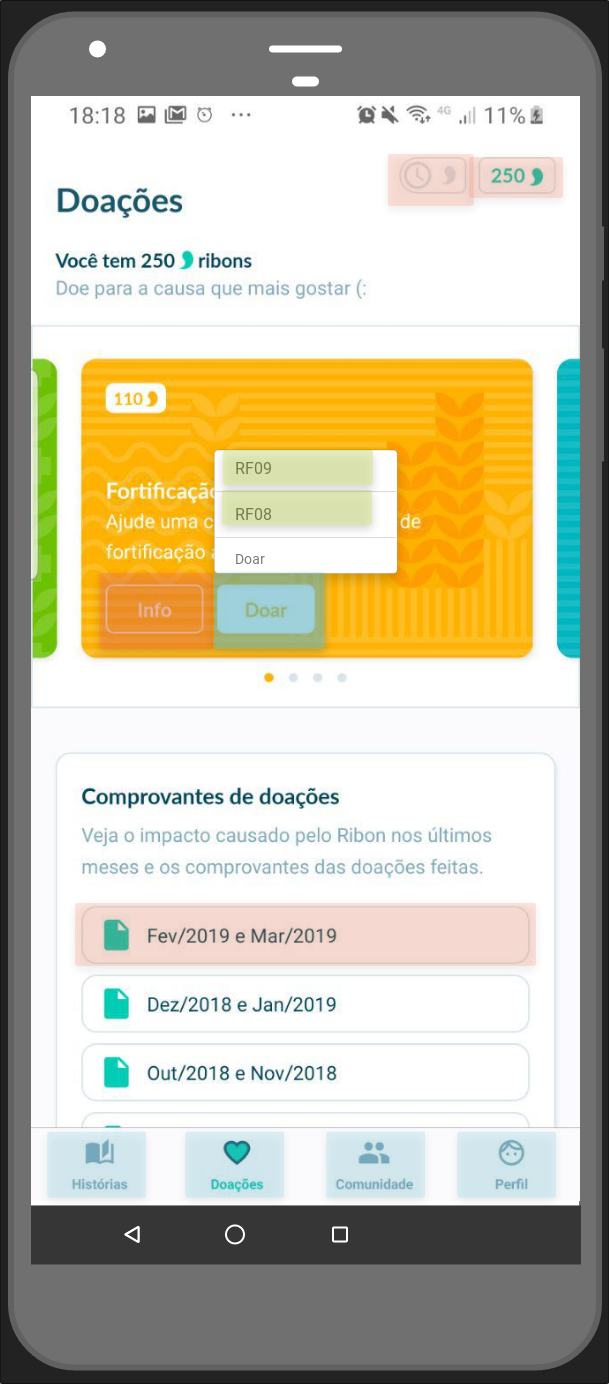 18:18 ... 4G 11%
250
Doações
Você tem 250 ribons
Doe para a causa que mais gostar (:
110
RF09
Fortificaçã
RF08
Ajude uma c de
fortificação
Doar
Info Doar
Comprovantes de doações
Veja o impacto causado pelo Ribon nos últimos
meses e os comprovantes das doações feitas.
Fev/2019 e Mar/2019
Dez/2018 e Jan/2019
Out/2018 e Nov/2018
Histórias Doações Comunidade Perfil